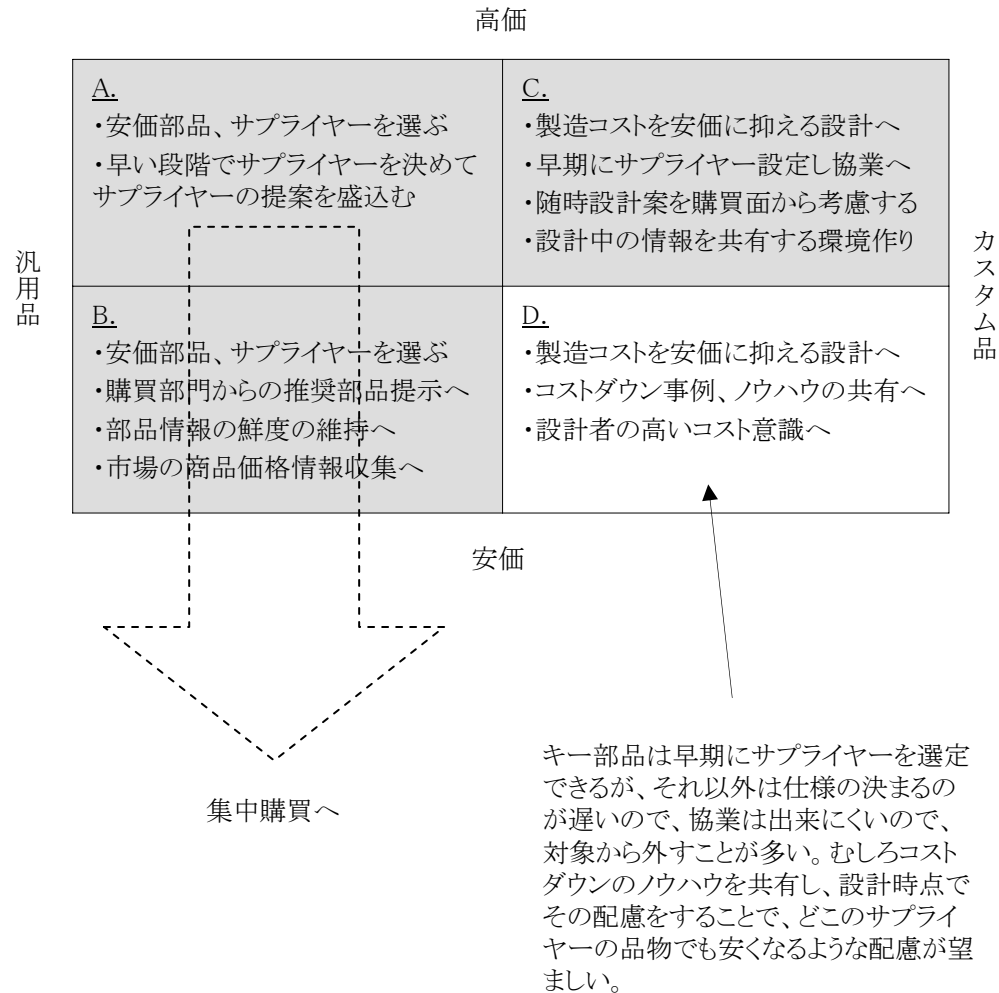 高価
汎用品
A.
・安価部品、サプライヤーを選ぶ
・早い段階でサプライヤーを決めて
サプライヤーの提案を盛込む
C.
・製造コストを安価に抑える設計へ
・早期にサプライヤー設定し協業へ
・随時設計案を購買面から考慮する
・設計中の情報を共有する環境作り
カスタム品
B.
・安価部品、サプライヤーを選ぶ
・購買部門からの推奨部品提示へ
・部品情報の鮮度の維持へ
・市場の商品価格情報収集へ
D.
・製造コストを安価に抑える設計へ
・コストダウン事例、ノウハウの共有へ
・設計者の高いコスト意識へ
安価
集中購買へ
キー部品は早期にサプライヤーを選定
できるが、それ以外は仕様の決まるの
が遅いので、協業は出来にくいので、
対象から外すことが多い。むしろコスト
ダウンのノウハウを共有し、設計時点で
その配慮をすることで、どこのサプライ
ヤーの品物でも安くなるような配慮が望
ましい。